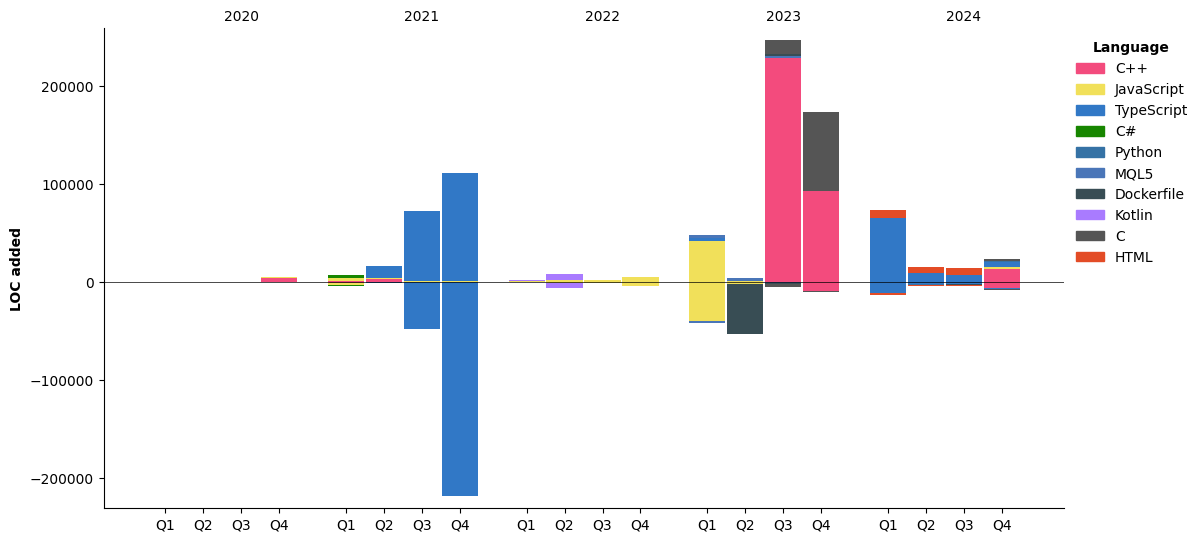 2020 2021 2022 2023 2024
Language
C++
JavaScript
TypeScript
C#
Python
MQL5
Dockerfile
Kotlin
C
HTML
LOC added
200000
100000
0
−100000
−200000
Q1 Q2 Q3 Q4 Q1 Q2 Q3 Q4 Q1 Q2 Q3 Q4 Q1 Q2 Q3 Q4 Q1 Q2 Q3 Q4